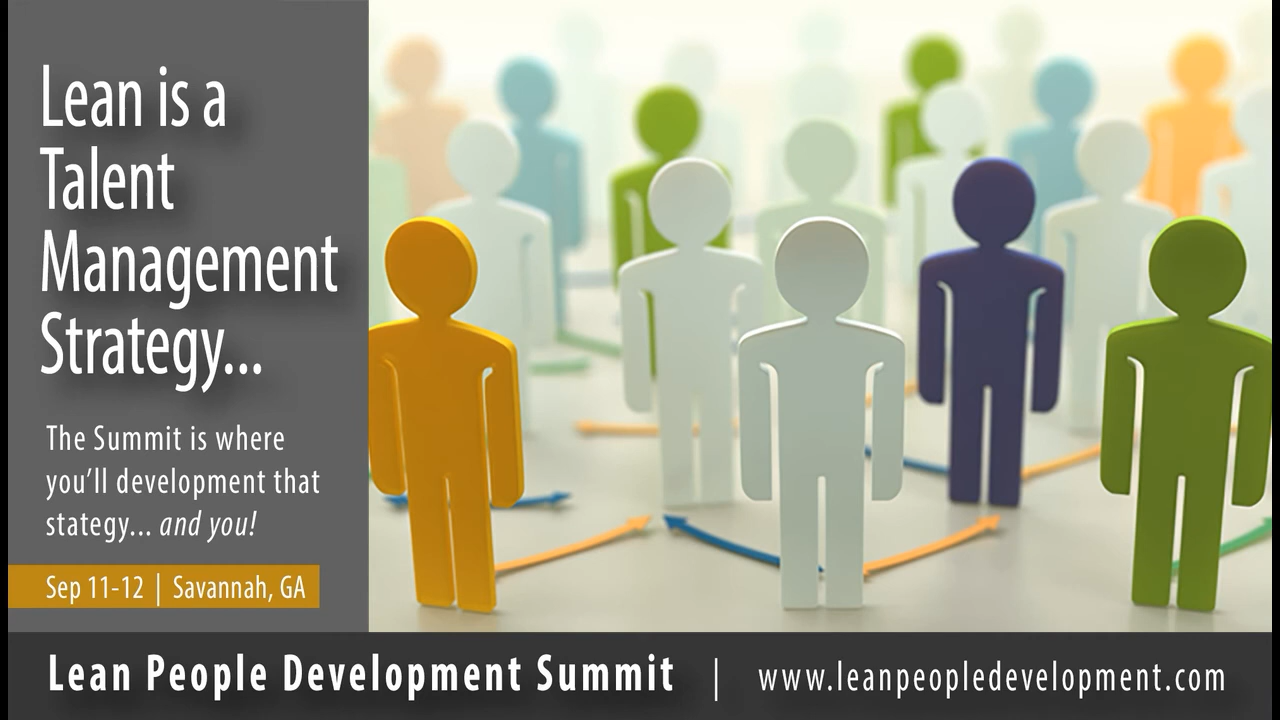 Lean is a
Talent
Management
Strategy...
The Summit is where
you'll development that
stategy... and you!
Sep 11-12 | Savannah, GA
Lean People Development Summit | www.leanpeopledevelopment.com